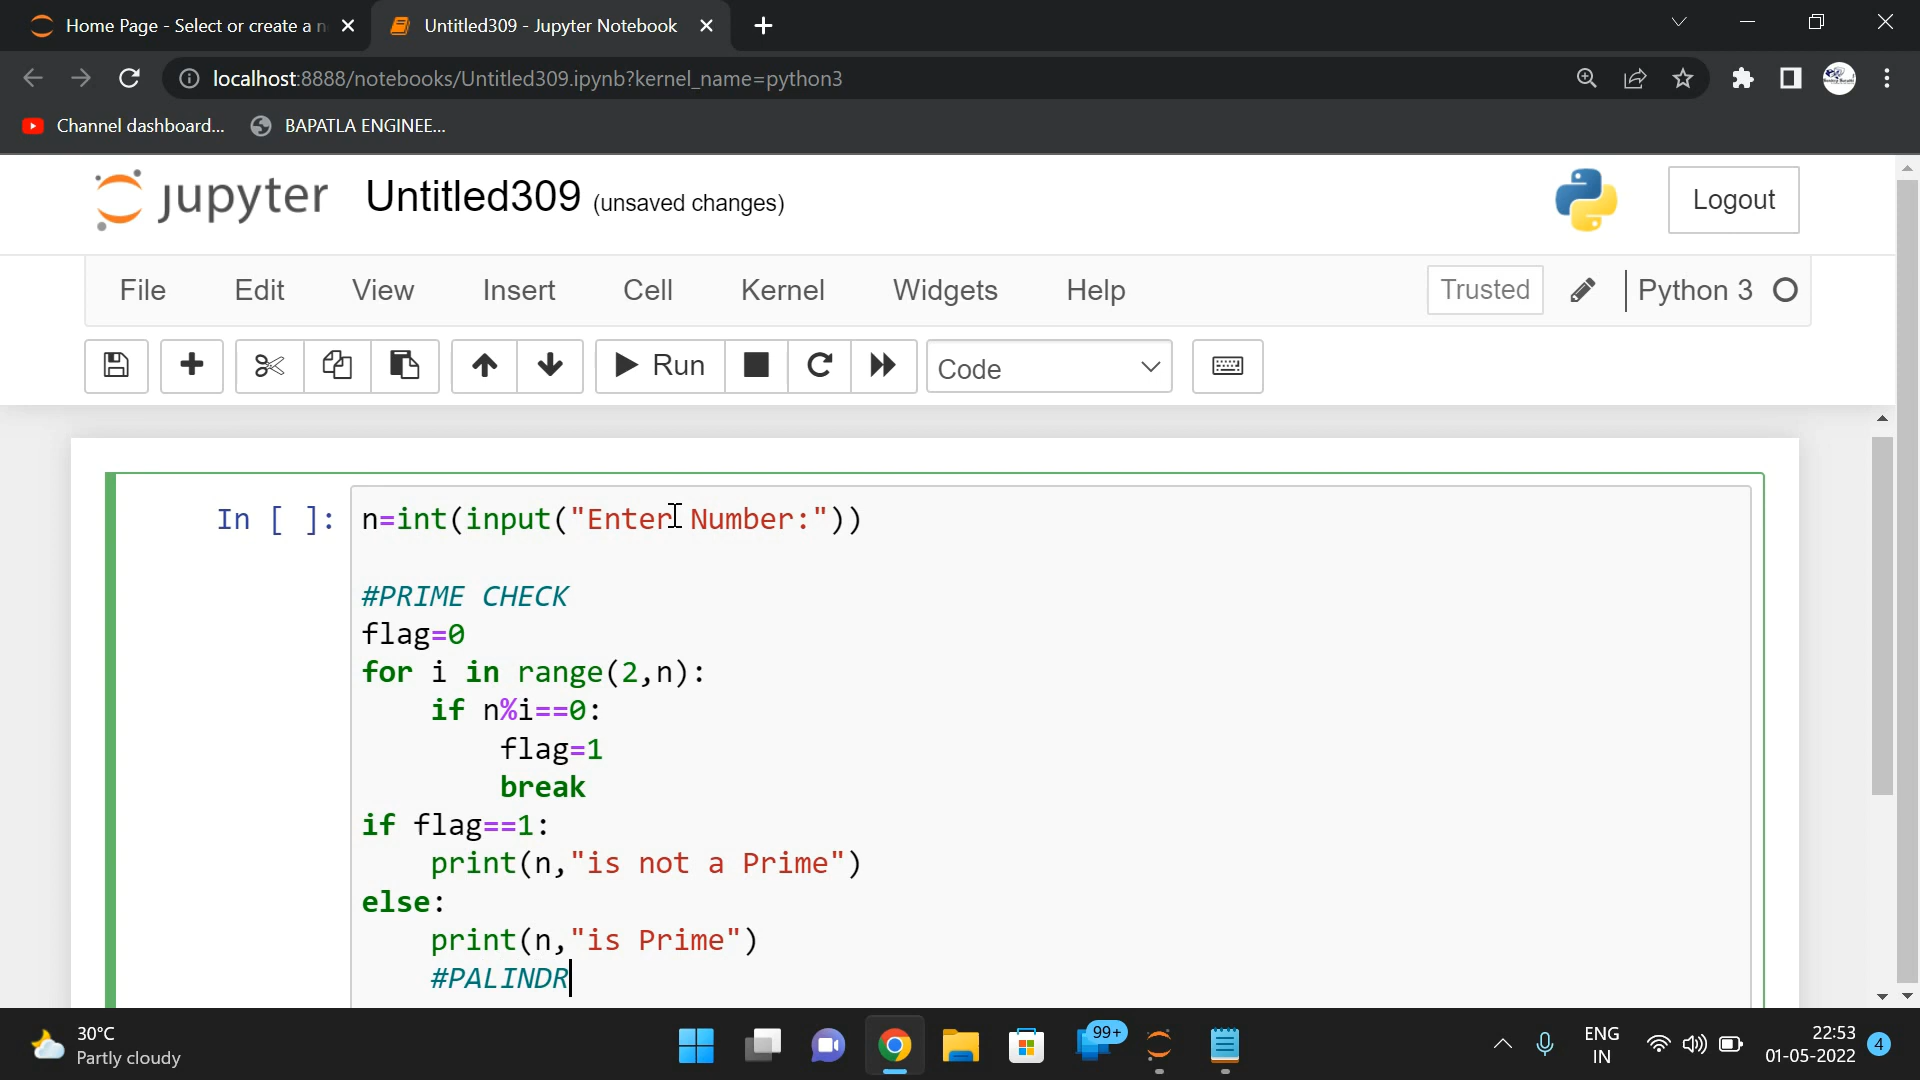 Home Page - Select or create a n
Untitled309 - Jupyter Notebook
localhost:8888/notebooks/Untitled309.ipynb?kernel_name=python3
Channel dashboard...
BAPATLA ENGINEE...
jupyter
Untitled309 (unsaved changes)
Logout
File Edit View Insert Cell Kernel Widgets Help
Trusted
Python 3
Run
Code
In [ ]:
n=int(input("Enter Number:"))
#PRIME CHECK
flag=0
for i in range(2,n):
    if n%i==0:
        flag=1
        break
if flag==1:
    print(n,"is not a Prime")
else:
    print(n,"is Prime")
    #PALINDR
30°C
Partly cloudy
99+
ENG
IN
22:53
01-05-2022
4